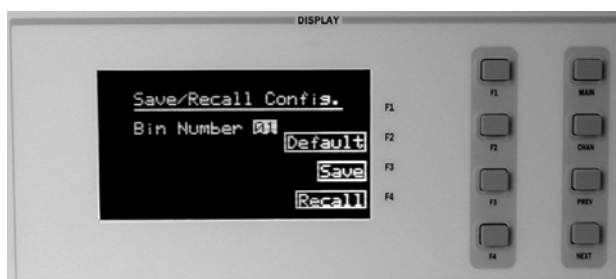 DISPLAY
Save/Recall Config.
Bin Number 01
Default
Save
Recall
F1
F2
F3
F4
F1
MAIN
F2
CHAN
F3
PREV
F4
NEXT